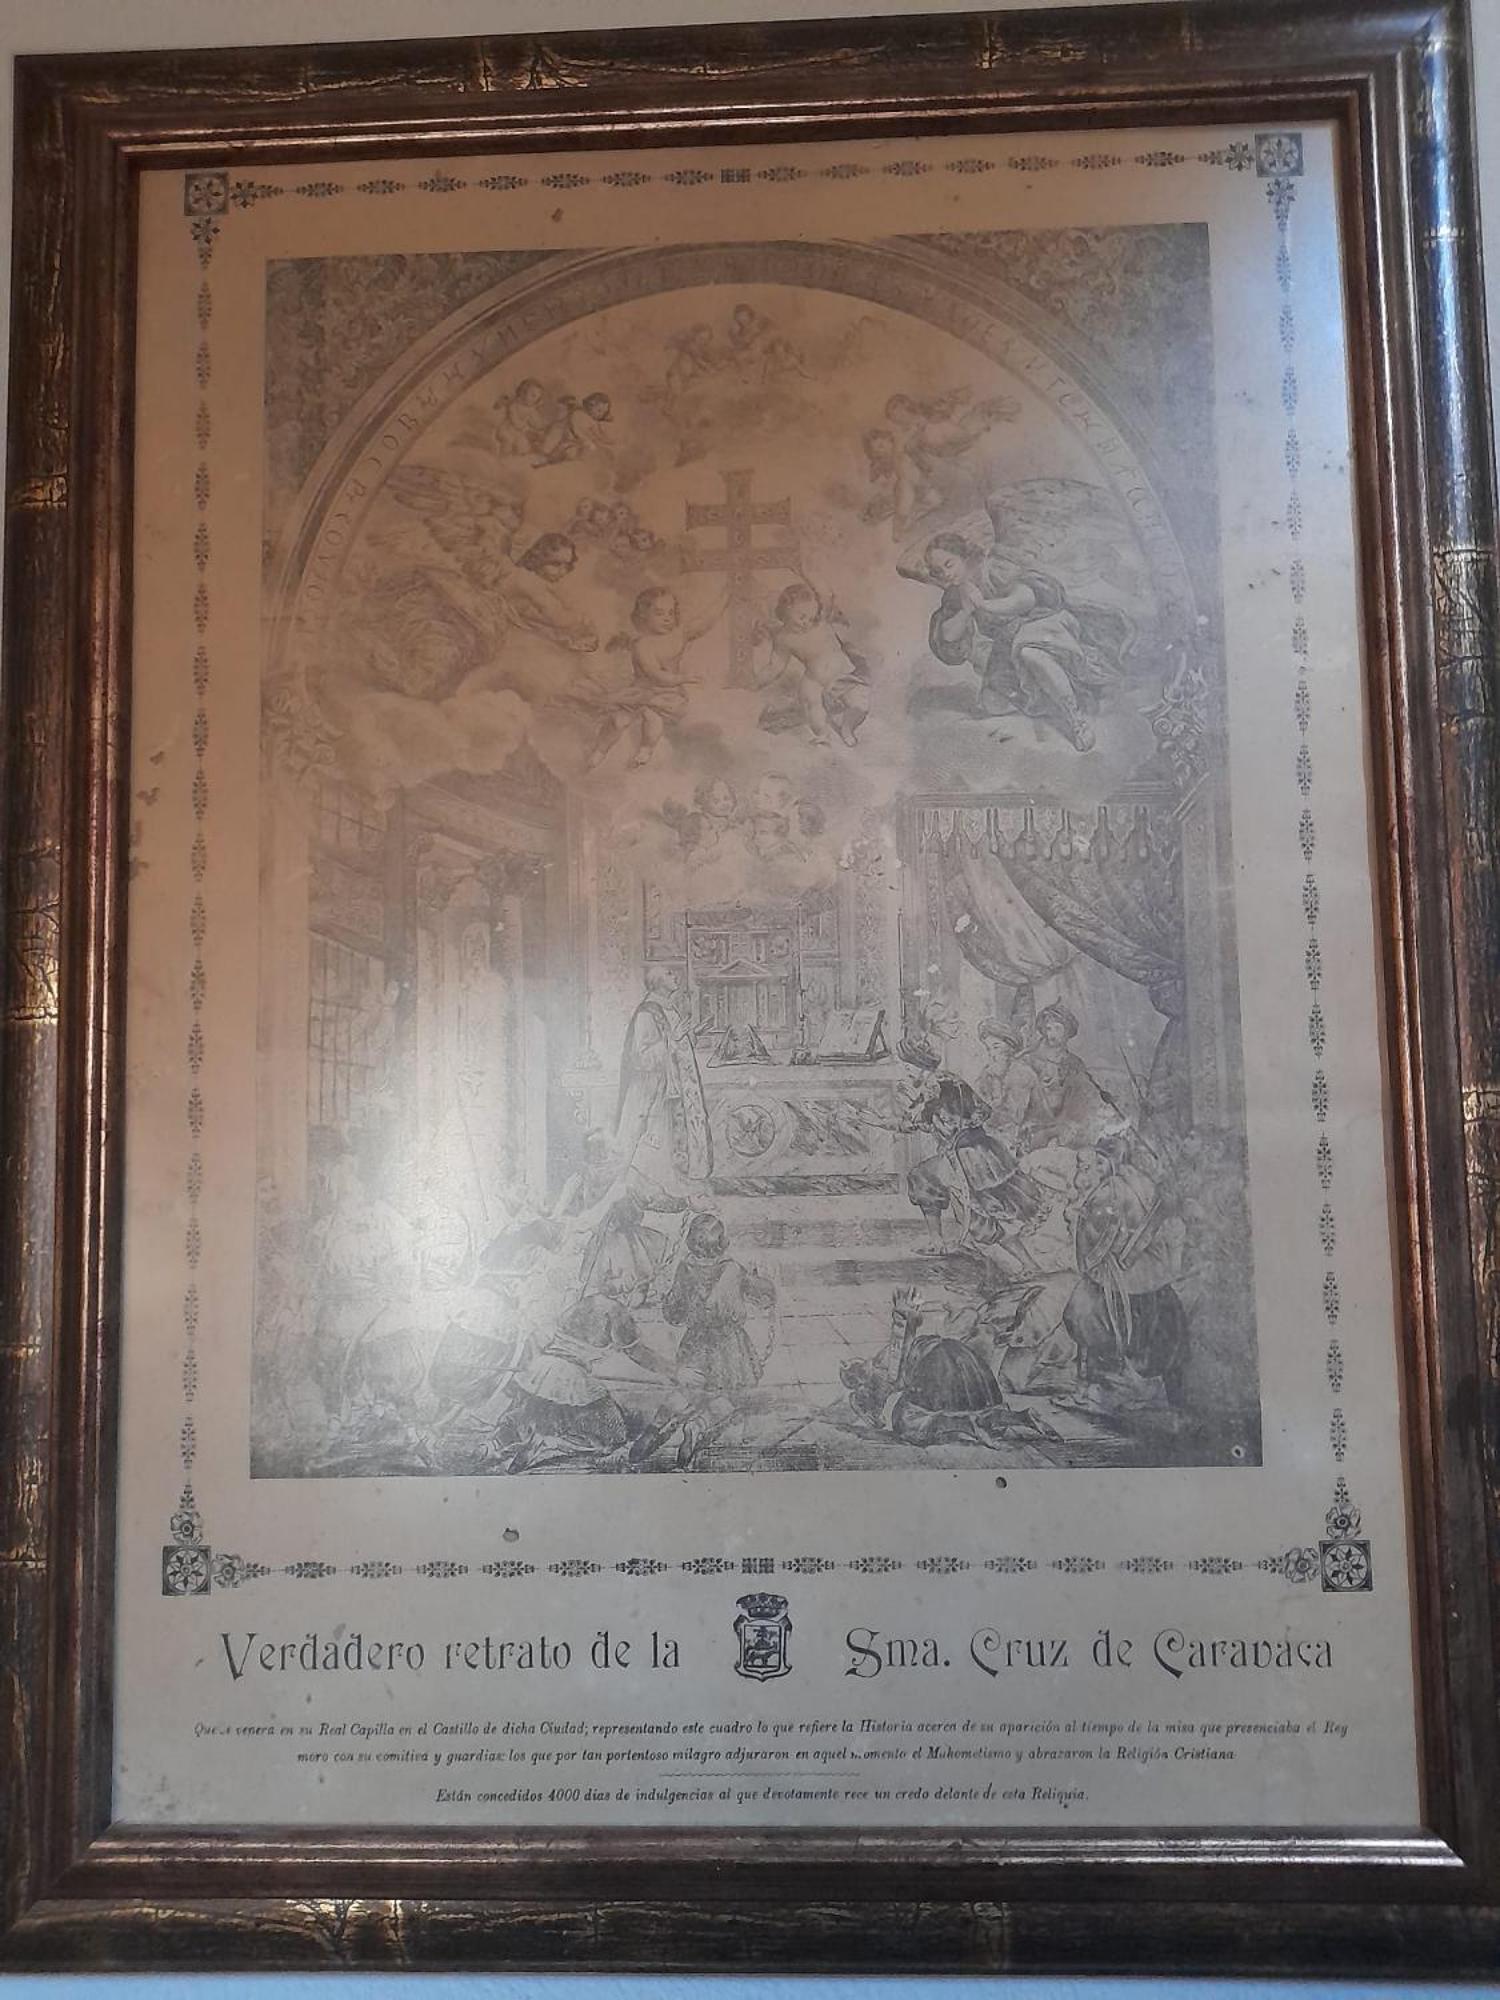 Verdadero retrato de la Sma. Cruz de Caravaca
venera en su Real Capilla en el Castillo de dicha Ciudad; representando este cuadro lo que refiere la Historia acerca de su aparición al tiempo de la misa que presenciaba el Rey
moro con su comitiva y guardias: los que por tan portentoso milagro adjuraron en aquel momento el Mahometismo y abrazaron la Religión Cristiana
Están concedidos 4000 dias de indulgencias al que devotamente rece un credo delante de esta Reliquia.